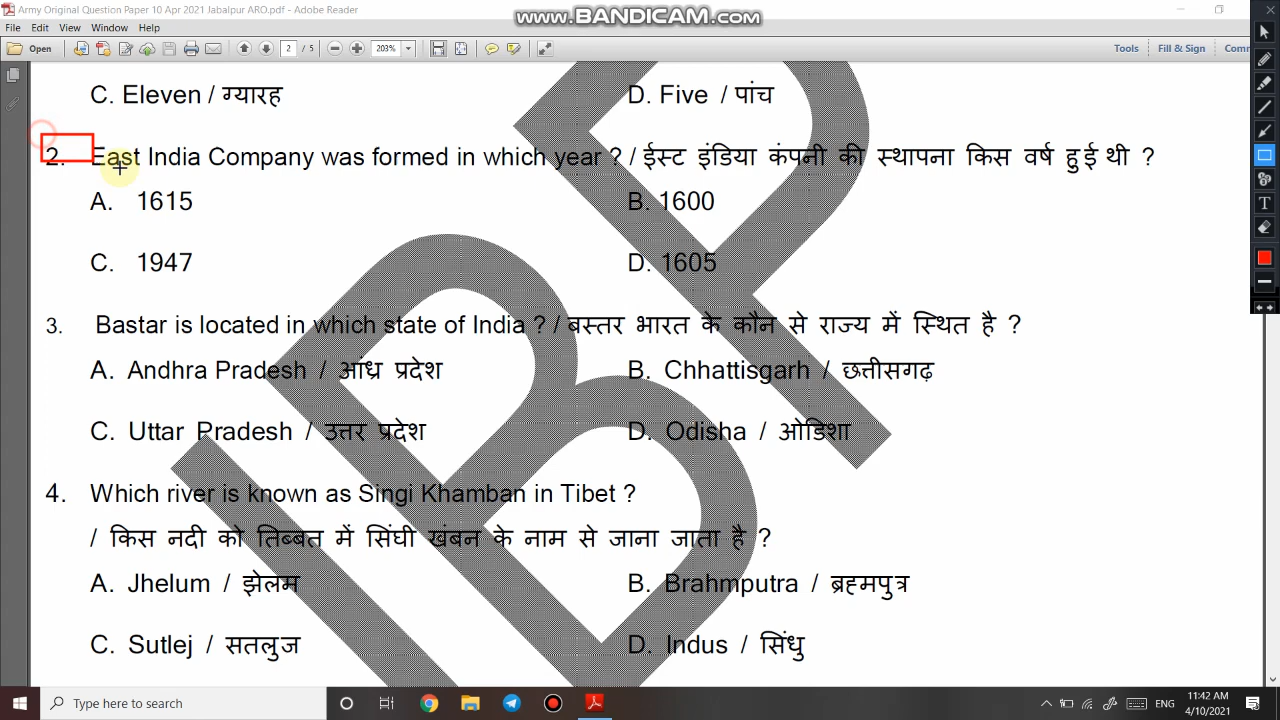 Army Original Question Paper 10 Apr 2021 Jabalpur ARO.pdf - Adobe Reader
www.BANDICAM.com
File Edit View Window Help
Open 2 / 5 203% Tools Fill & Sign Comm
C. Eleven / ग्यारह D. Five / पांच
2. East India Company was formed in which year ? / ईस्ट इंडिया कंपनी की स्थापना किस वर्ष हुई थी ?
A. 1615 B. 1600
C. 1947 D. 1605
3. Bastar is located in which state of India ? बस्तर भारत के कौन से राज्य में स्थित है ?
A. Andhra Pradesh / आंध्र प्रदेश B. Chhattisgarh / छत्तीसगढ़
C. Uttar Pradesh / उत्तर प्रदेश D. Odisha / ओडिशा
4. Which river is known as Singi Khamban in Tibet ?
/ किस नदी को तिब्बत में सिंघी खंबन के नाम से जाना जाता है ?
A. Jhelum / झेलम B. Brahmputra / ब्रह्मपुत्र
C. Sutlej / सतलुज D. Indus / सिंधु
Type here to search ENG 11:42 AM
4/10/2021